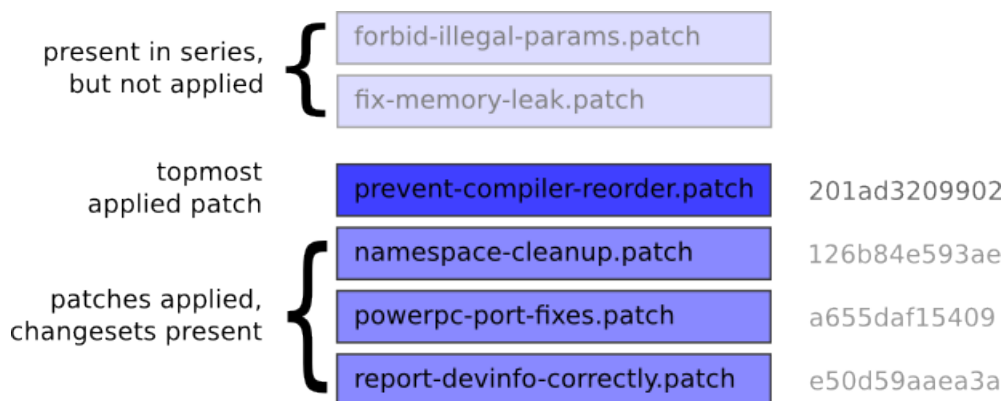 present in series,
but not applied
forbid-illegal-params.patch
fix-memory-leak.patch
topmost
applied patch
prevent-compiler-reorder.patch
201ad3209902
namespace-cleanup.patch
126b84e593ae
patches applied,
changesets present
powerpc-port-fixes.patch
a655daf15409
report-devinfo-correctly.patch
e50d59aaea3a